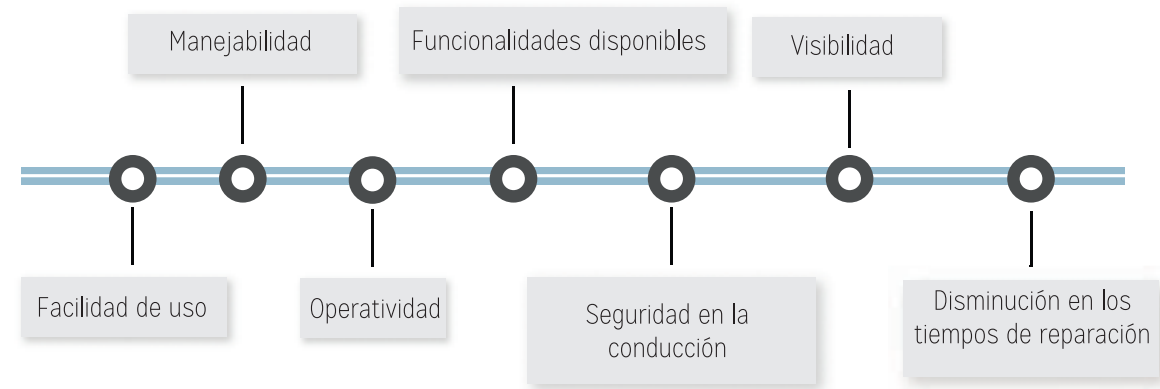 Manejabilidad
Funcionalidades disponibles
Visibilidad
Facilidad de uso
Operatividad
Seguridad en la
conducción
Disminución en los
tiempos de reparación